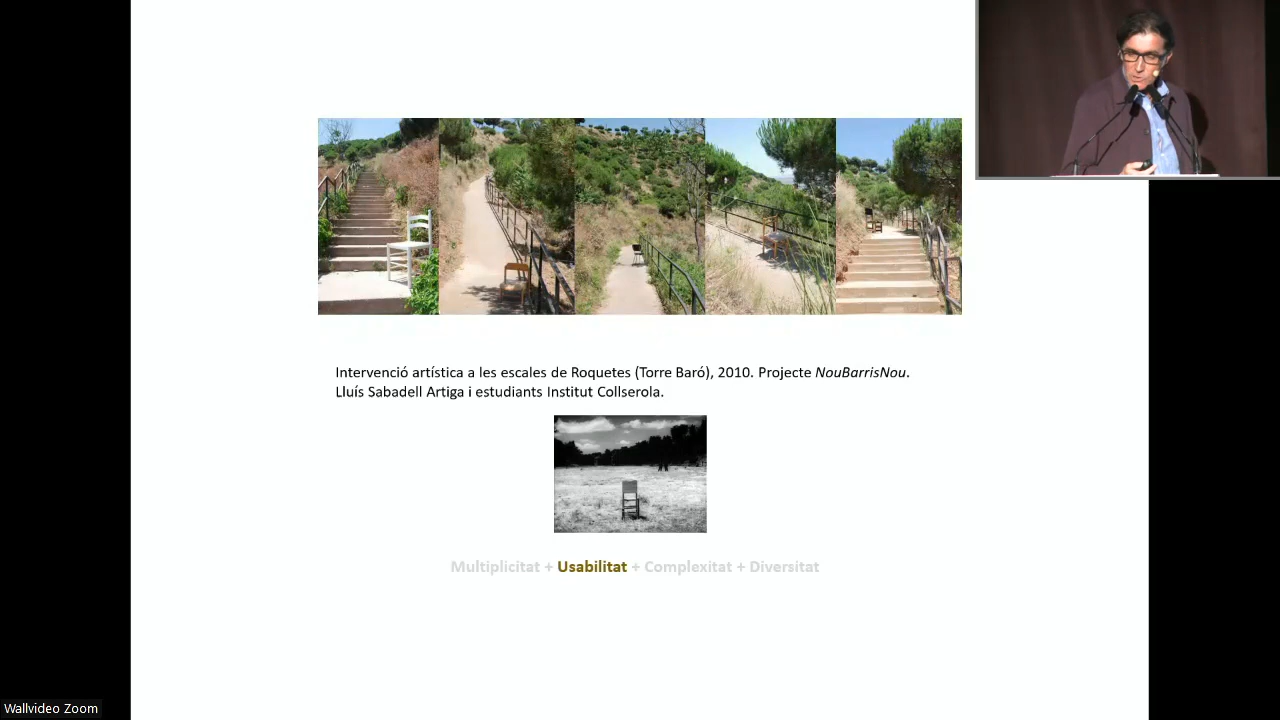 Intervenció artística a les escales de Roquetes (Torre Baró), 2010. Projecte NouBarrisNou.
Lluís Sabadell Artiga i estudiants Institut Collserola.
Multiplicitat + Usabilitat + Complexitat + Diversitat
Wallvideo Zoom